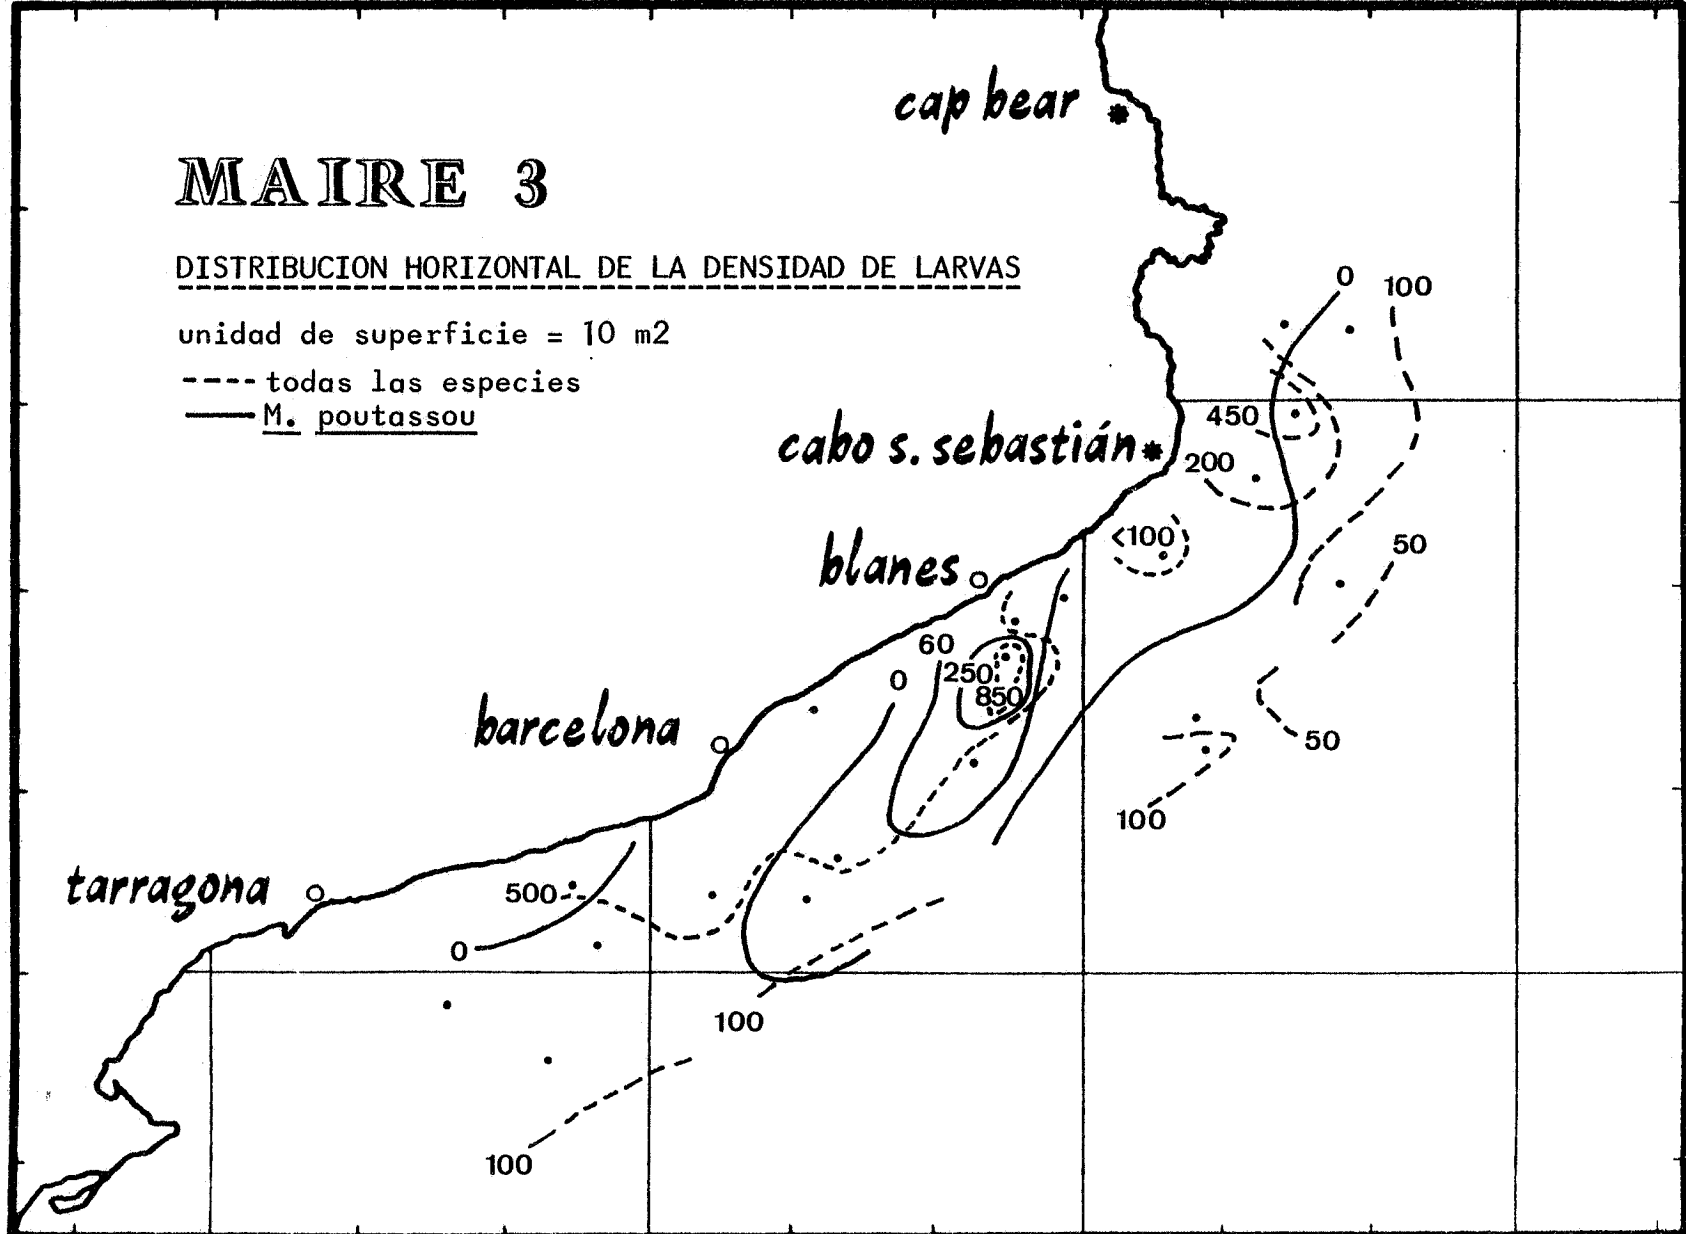 cap bear
MAIRE 3
DISTRIBUCION HORIZONTAL DE LA DENSIDAD DE LARVAS
unidad de superficie = 10 m2
---- todas las especies
M. poutassou
0
100
450
cabo s. sebastián
200
<100
50
blanes
60
250
0
850
barcelona
50
100
tarragona
500
0
100
100